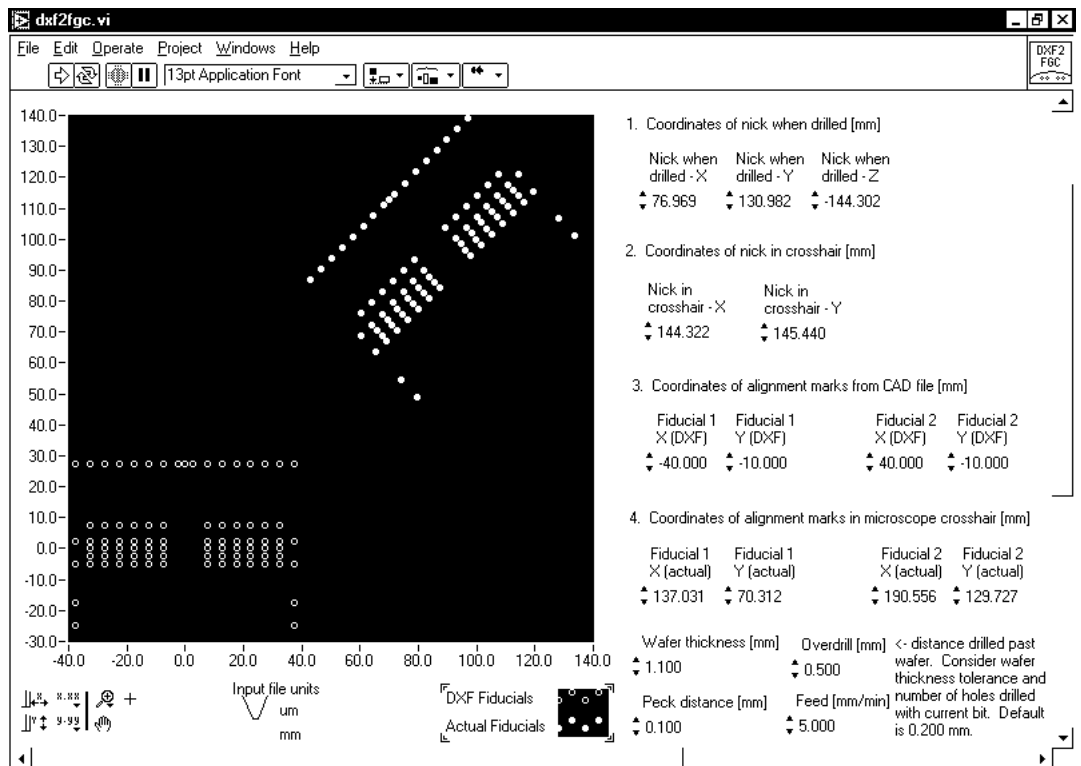 dxf2fgc.vi
File Edit Operate Project Windows Help
DXF2
FGC
13pt Application Font
140.0
130.0
120.0
110.0
100.0
90.0
80.0
70.0
60.0
50.0
40.0
30.0
20.0
10.0
0.0
-10.0
-20.0
-30.0
-40.0 -20.0 0.0 20.0 40.0 60.0 80.0 100.0 120.0 140.0
X x.xx
Y y.yy
Input file units
um
mm
DXF Fiducials
Actual Fiducials
1. Coordinates of nick when drilled [mm]
Nick when Nick when Nick when
drilled - X drilled - Y drilled - Z
76.969 130.982 -144.302
2. Coordinates of nick in crosshair [mm]
Nick in Nick in
crosshair - X crosshair - Y
144.322 145.440
3. Coordinates of alignment marks from CAD file [mm]
Fiducial 1 Fiducial 1 Fiducial 2 Fiducial 2
X (DXF) Y (DXF) X (DXF) Y (DXF)
-40.000 -10.000 40.000 -10.000
4. Coordinates of alignment marks in microscope crosshair [mm]
Fiducial 1 Fiducial 1 Fiducial 2 Fiducial 2
X (actual) Y (actual) X (actual) Y (actual)
137.031 70.312 190.556 129.727
Wafer thickness [mm] Overdrill [mm]
1.100 0.500
Peck distance [mm] Feed [mm/min]
0.100 5.000
<- distance drilled past
wafer. Consider wafer
thickness tolerance and
number of holes drilled
with current bit. Default
is 0.200 mm.